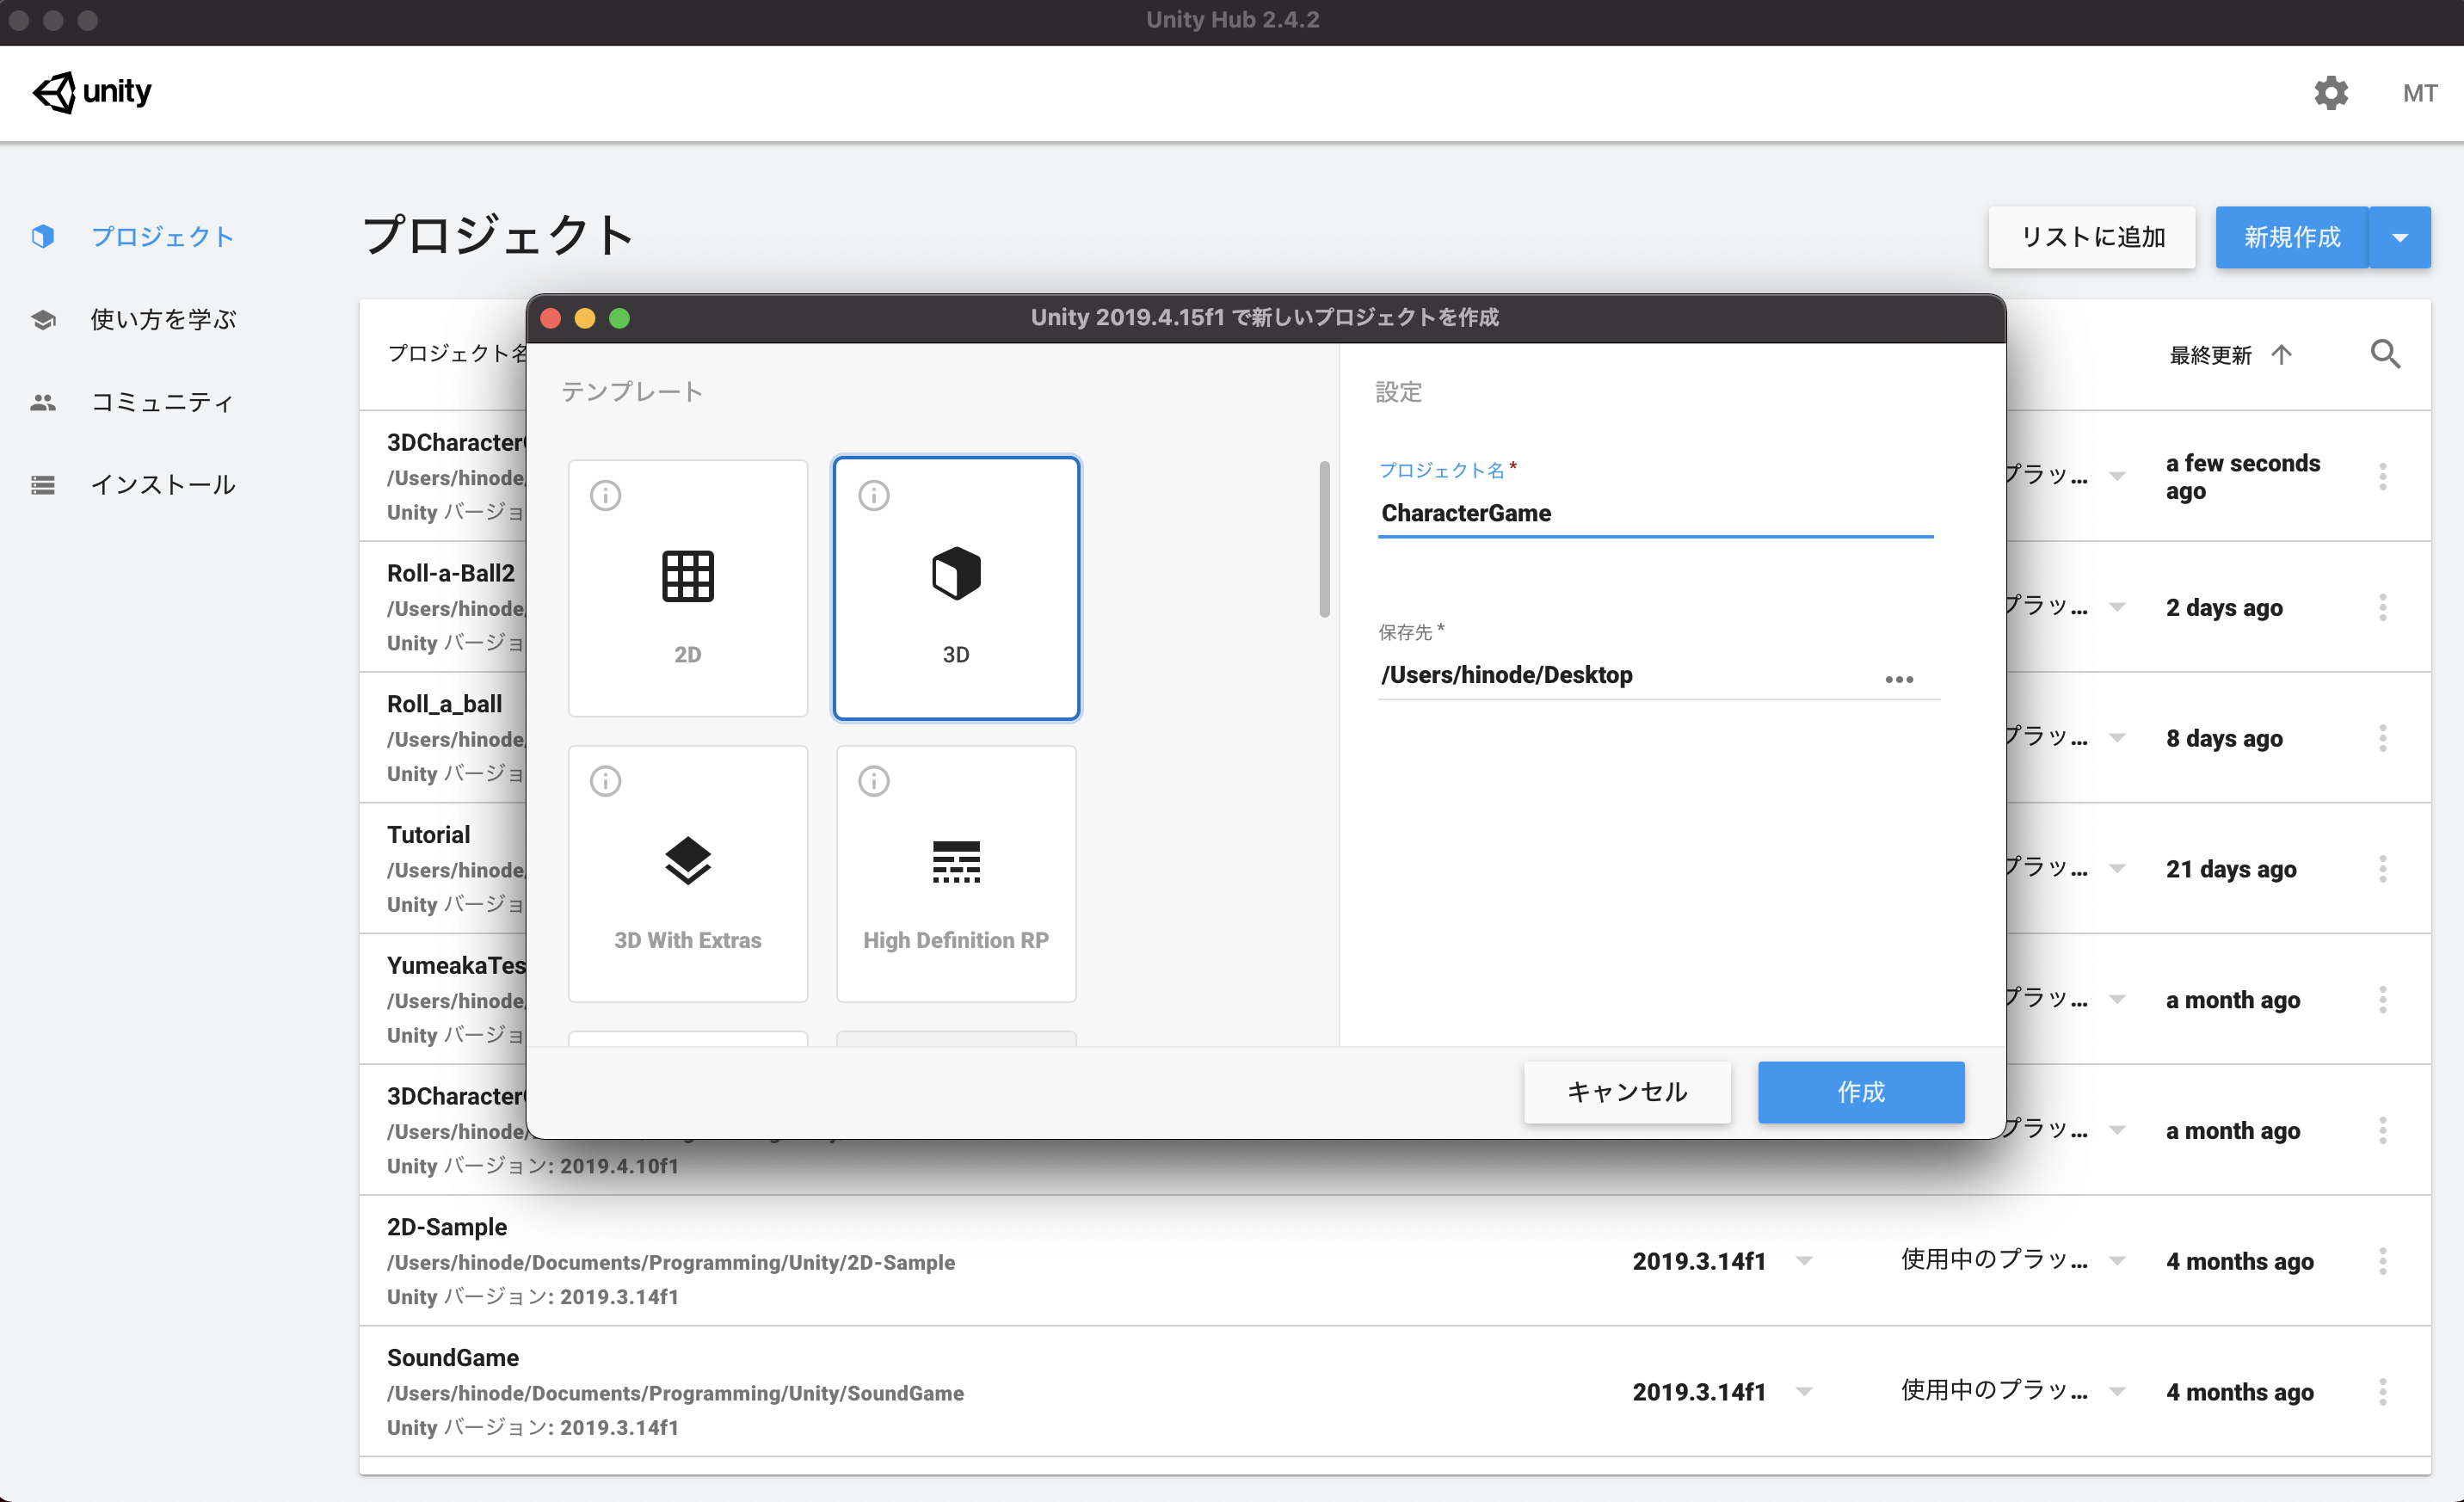 Unity Hub 2.4.2
unity
MT
プロジェクト
使い方を学ぶ
コミュニティ
インストール
プロジェクト
リストに追加
新規作成
プロジェクト名
最終更新
3DCharacter
/Users/hinode/
Unity バージョ
プラッ...
a few seconds
ago
Roll-a-Ball2
/Users/hinode/
Unity バージョ
プラッ...
2 days ago
Roll_a_ball
/Users/hinode/
Unity バージョ
プラッ...
8 days ago
Tutorial
/Users/hinode/
Unity バージョ
プラッ...
21 days ago
YumeakaTes
/Users/hinode/
Unity バージョ
プラッ...
a month ago
3DCharacter
/Users/hinode/
Unity バージョン: 2019.4.10f1
プラッ...
a month ago
2D-Sample
/Users/hinode/Documents/Programming/Unity/2D-Sample
Unity バージョン: 2019.3.14f1
2019.3.14f1
使用中のプラッ...
4 months ago
SoundGame
/Users/hinode/Documents/Programming/Unity/SoundGame
Unity バージョン: 2019.3.14f1
2019.3.14f1
使用中のプラッ...
4 months ago
Unity 2019.4.15f1 で新しいプロジェクトを作成
テンプレート
2D
3D
3D With Extras
High Definition RP
設定
プロジェクト名 *
CharacterGame
保存先 *
/Users/hinode/Desktop
...
キャンセル
作成